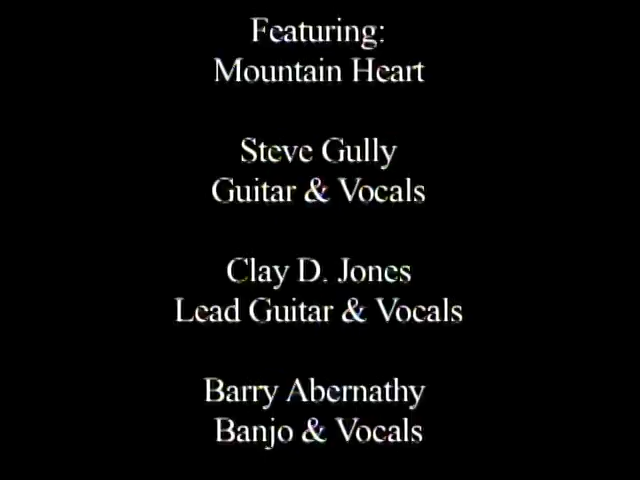 Featuring:
Mountain Heart
Steve Gully
Guitar & Vocals
Clay D. Jones
Lead Guitar & Vocals
Barry Abernathy
Banjo & Vocals